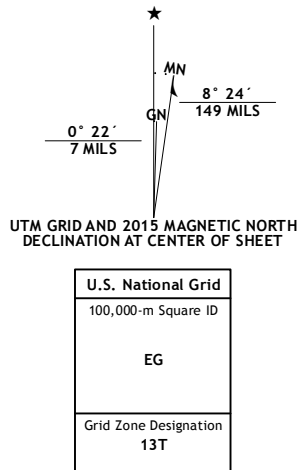 ★
MN
GN
8° 24´
149 MILS
0° 22´
7 MILS
UTM GRID AND 2015 MAGNETIC NORTH
DECLINATION AT CENTER OF SHEET
U.S. National Grid
100,000-m Square ID
EG
Grid Zone Designation
13T